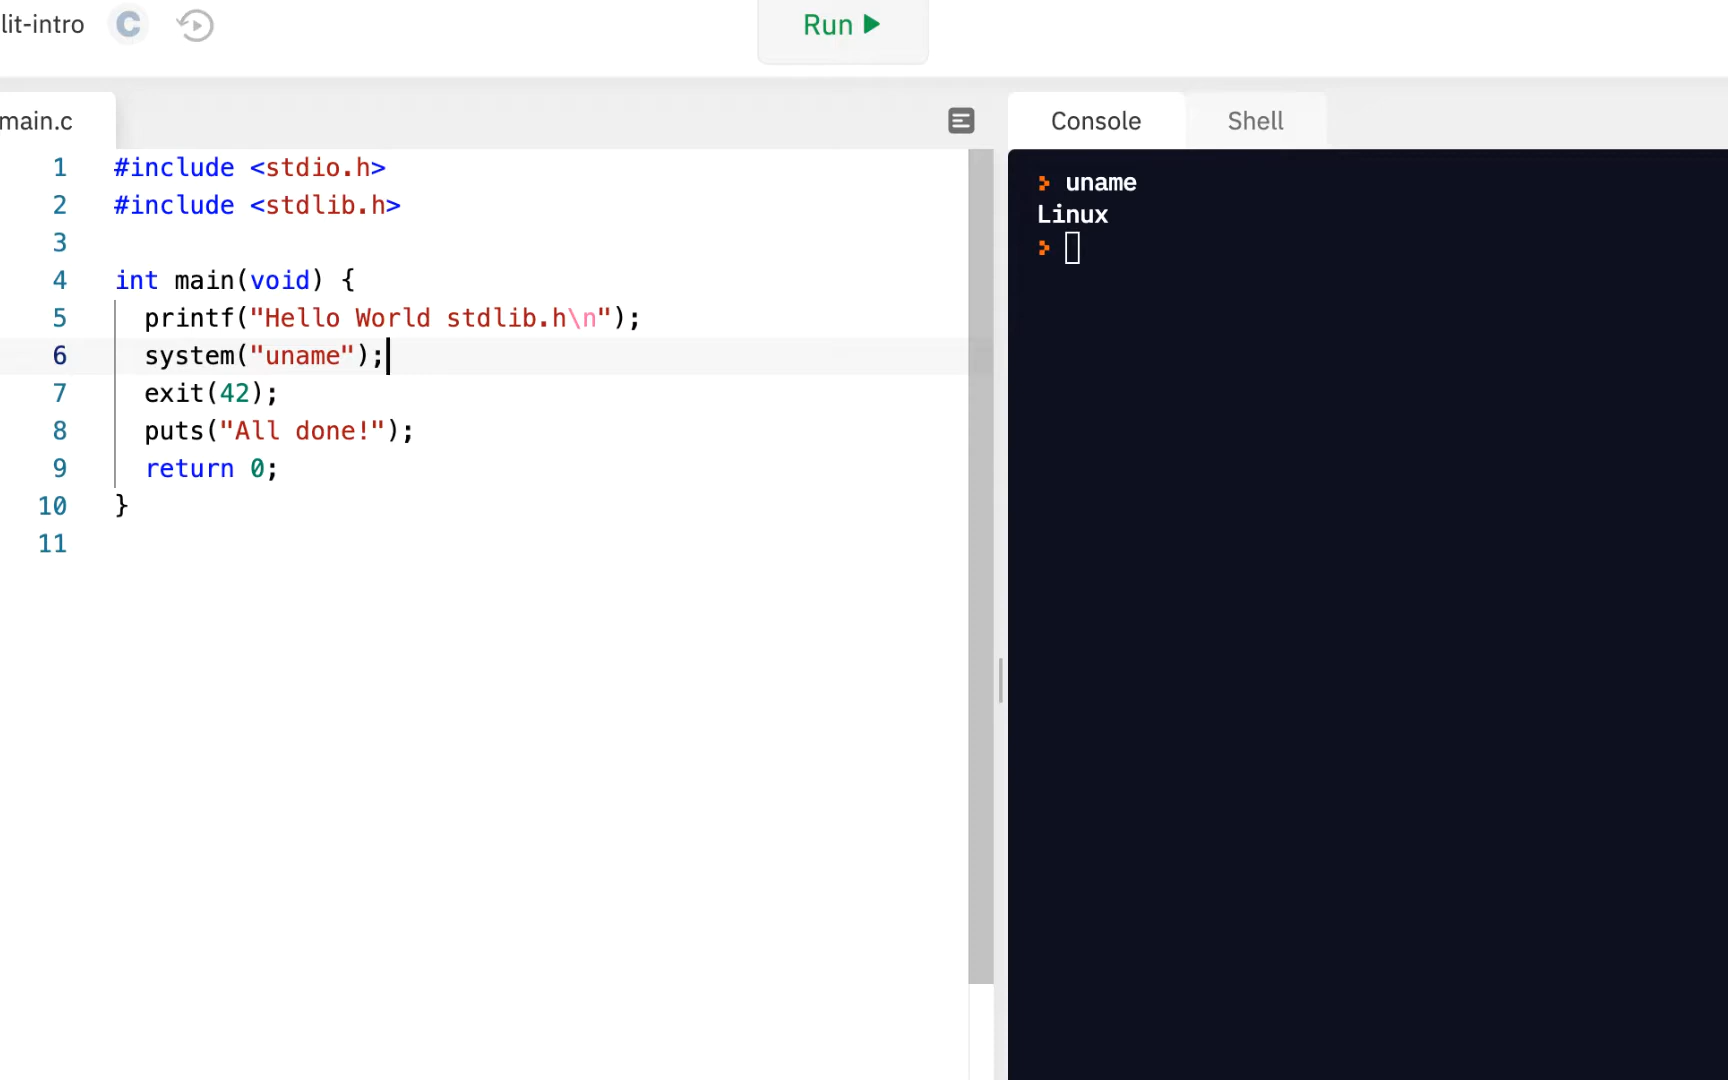 lit-intro C
Run
main.c
1 #include <stdio.h>
2 #include <stdlib.h>
3
4 int main(void) {
5   printf("Hello World stdlib.h\n");
6   system("uname");
7   exit(42);
8   puts("All done!");
9   return 0;
10 }
11
Console Shell
> uname
Linux
>